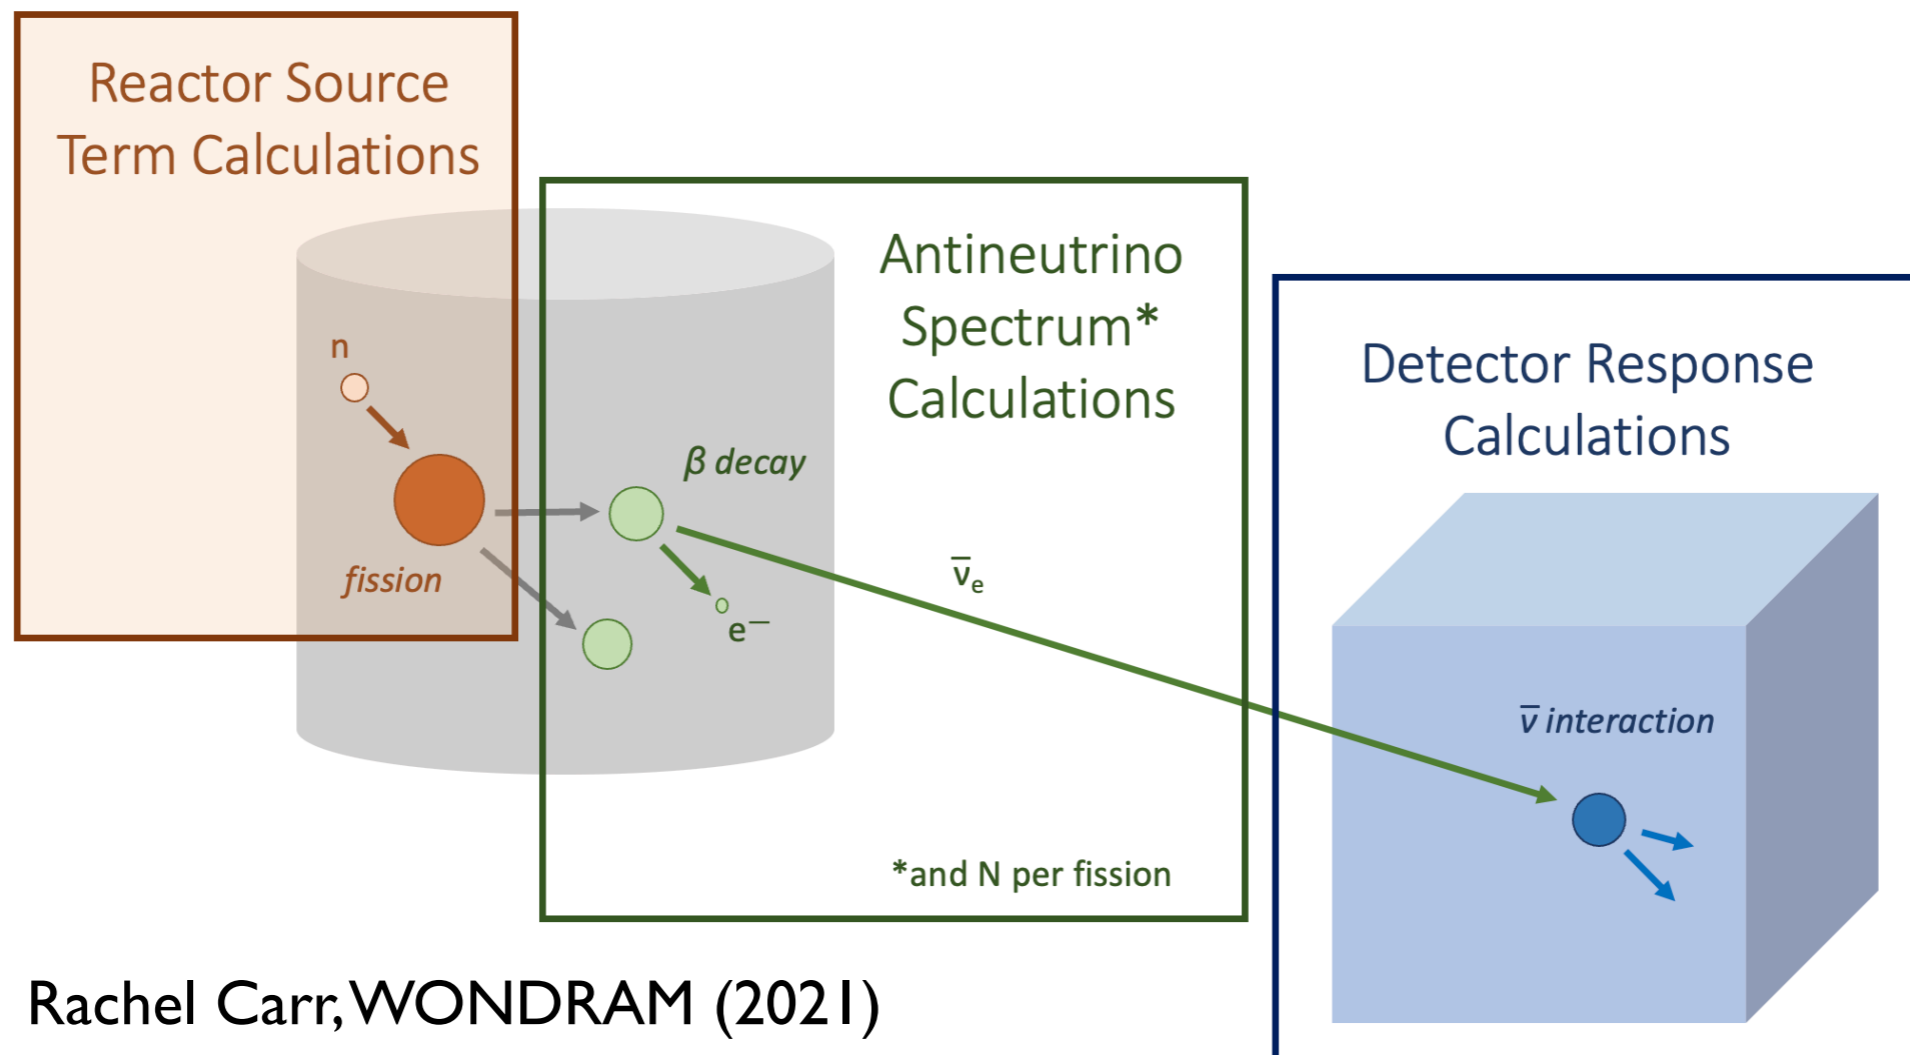 Reactor Source
Term Calculations
n
fission
Antineutrino
Spectrum*
Calculations
β decay
e⁻
ν̅ₑ
*and N per fission
Detector Response
Calculations
ν̅ interaction
Rachel Carr, WONDRAM (2021)